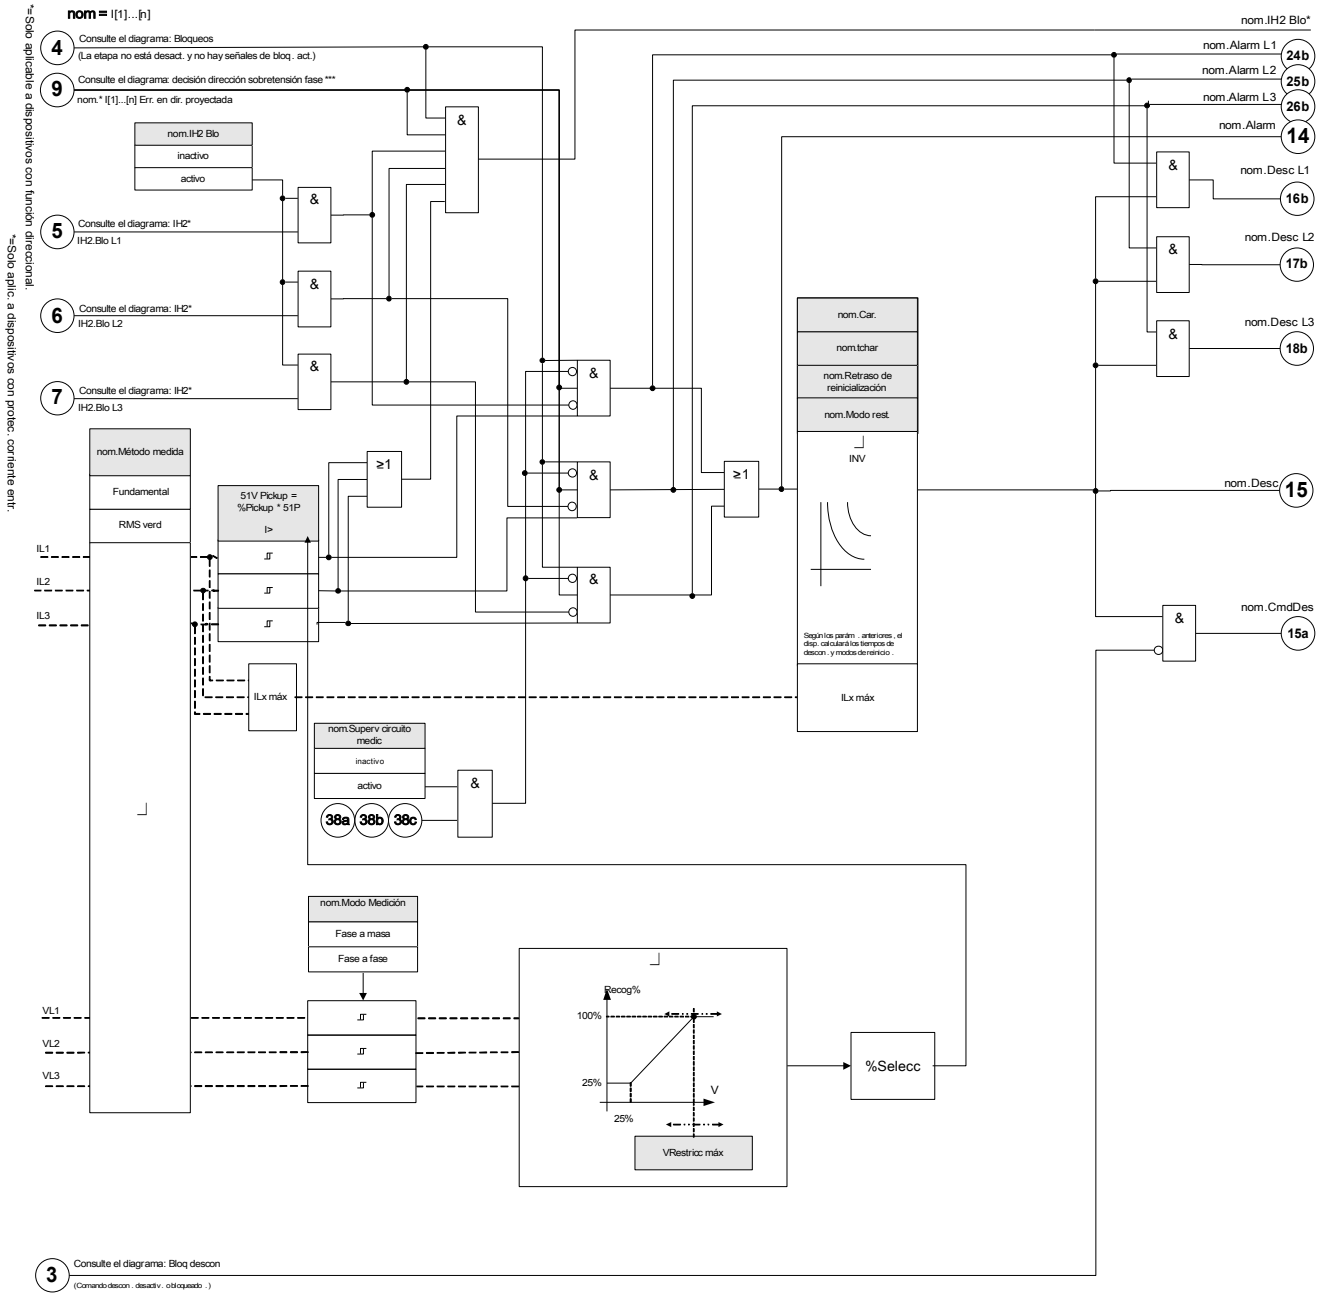 nom = I[1]...[n]
*=Solo aplicable a dispositivos con función direccional.
*=Solo aplic. a dispositivos con protec. corriente entr.
4
Consulte el diagrama: Bloqueos
(La etapa no está desact. y no hay señales de bloq. act.)
9
Consulte el diagrama: decisión dirección sobretensión fase ***
nom.* I[1]...[n] Err. en dir. proyectada
nom.IH2 Blo
inactivo
activo
5
Consulte el diagrama: IH2*
IH2.Blo L1
6
Consulte el diagrama: IH2*
IH2.Blo L2
7
Consulte el diagrama: IH2*
IH2.Blo L3
&
&
&
&
nom.IH2 Blo*
nom.Alarm L1
24b
nom.Alarm L2
25b
nom.Alarm L3
26b
nom.Alarm
14
&
nom.Desc L1
16b
&
nom.Desc L2
17b
&
nom.Desc L3
18b
nom.Método medida
Fundamental
RMS verd
51V Pickup =
%Pickup * 51P
I>
IL1
IL2
IL3
≥1
&
&
&
≥1
nom.Car.
nom.tchar
nom.Retraso de
reinicialización
nom.Modo rest.
INV
Según los parám . anteriores , el
disp. calculará los tiempos de
descon . y modos de reinicio .
ILx máx
ILx máx
nom.Desc
15
&
nom.CmdDes
15a
nom.Superv circuito
medic
inactivo
activo
&
38a
38b
38c
nom.Modo Medición
Fase a masa
Fase a fase
VL1
VL2
VL3
Recog%
100%
25%
V
25%
VRestricc máx
%Selecc
3
Consulte el diagrama: Bloq descon
(Comando descon . desactiv . o bloqueado . )